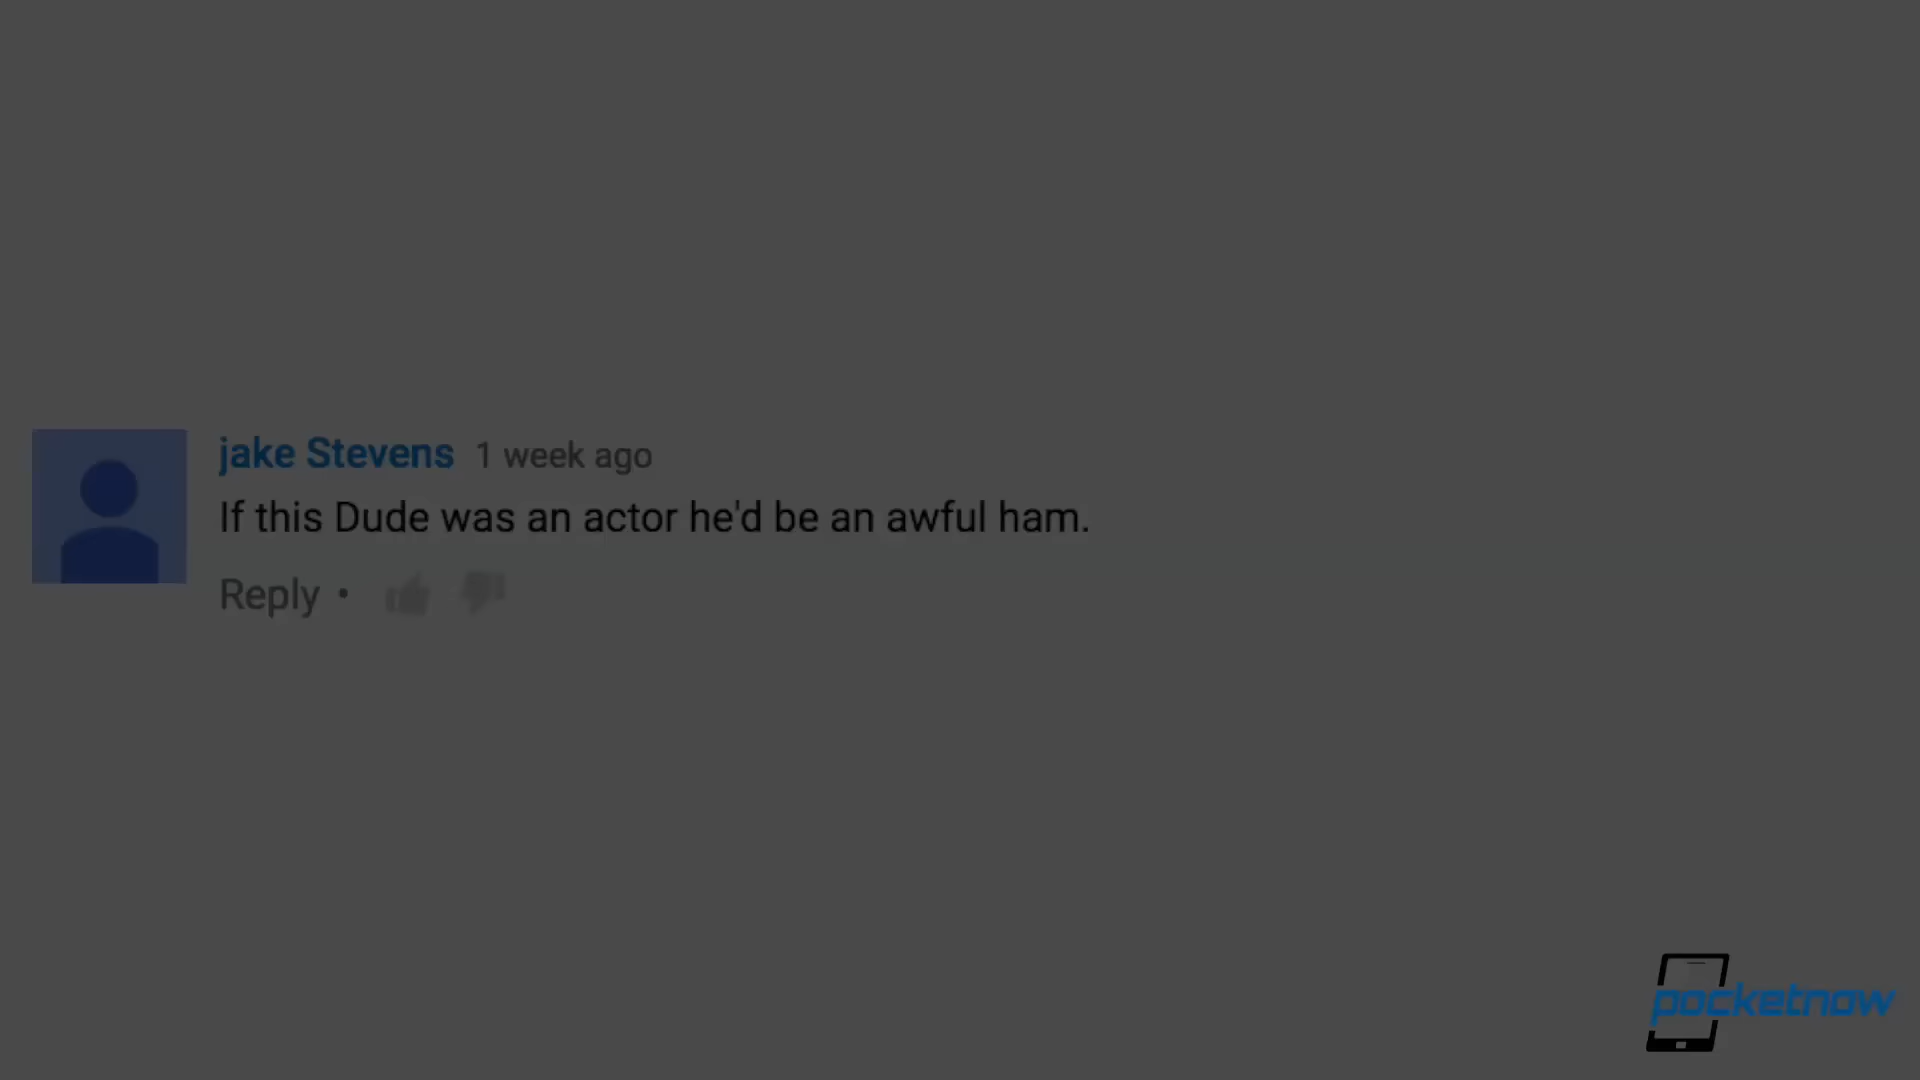 jake Stevens 1 week ago
If this Dude was an actor he'd be an awful ham.
Reply •
pocketnow